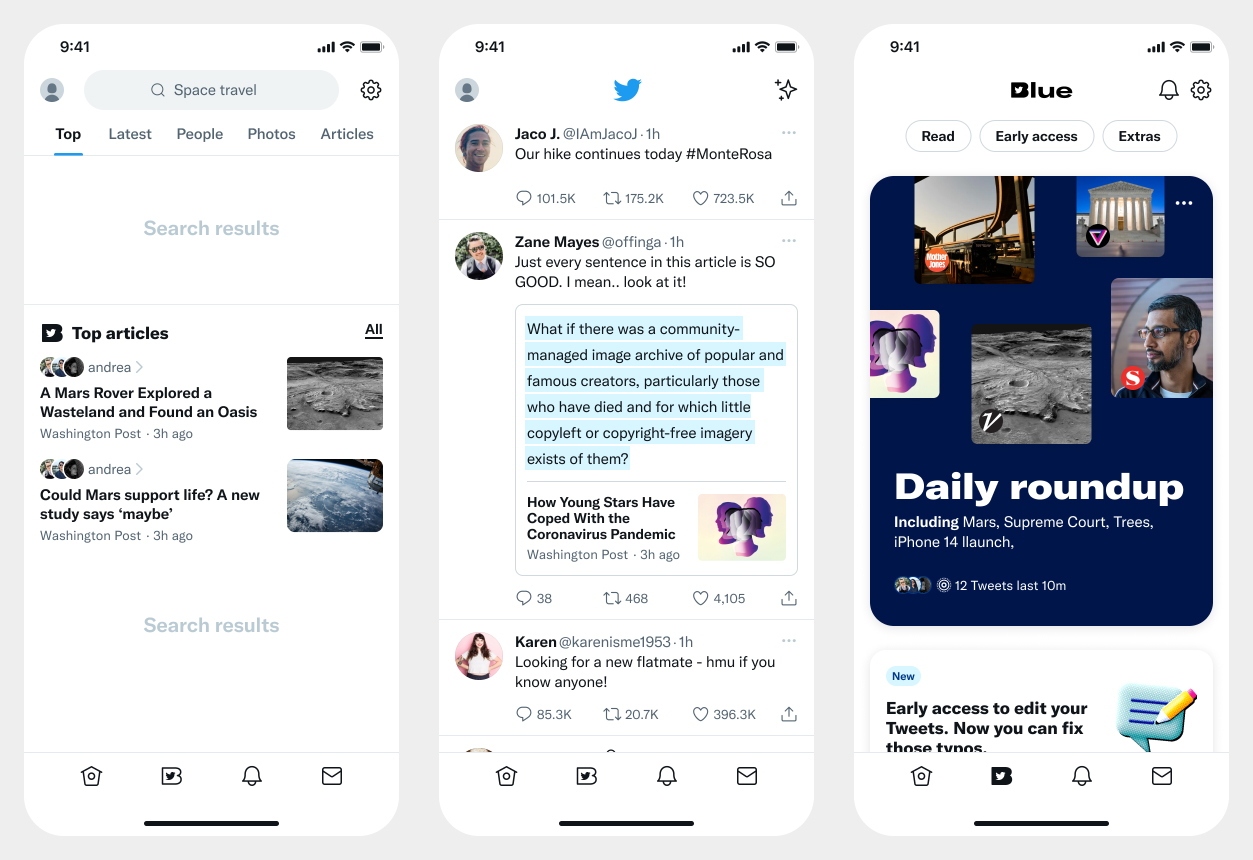 9:41
Space travel
Top Latest People Photos Articles
Search results
Top articles All
andrea
A Mars Rover Explored a
Wasteland and Found an Oasis
Washington Post · 3h ago
andrea
Could Mars support life? A new
study says ‘maybe’
Washington Post · 3h ago
Search results
9:41
Jaco J. @IAmJacoJ · 1h
Our hike continues today #MonteRosa
101.5K 175.2K 723.5K
Zane Mayes @offinga · 1h
Just every sentence in this article is SO
GOOD. I mean.. look at it!
What if there was a community-
managed image archive of popular and
famous creators, particularly those
who have died and for which little
copyleft or copyright-free imagery
exists of them?
How Young Stars Have
Coped With the
Coronavirus Pandemic
Washington Post · 3h ago
38 468 4,105
Karen @karenisme1953 · 1h
Looking for a new flatmate - hmu if you
know anyone!
85.3K 20.7K 396.3K
9:41
Blue
Read Early access Extras
Mother
Jones
S
V
Daily roundup
Including Mars, Supreme Court, Trees,
iPhone 14 llaunch,
12 Tweets last 10m
New
Early access to edit your
Tweets. Now you can fix
those typos.